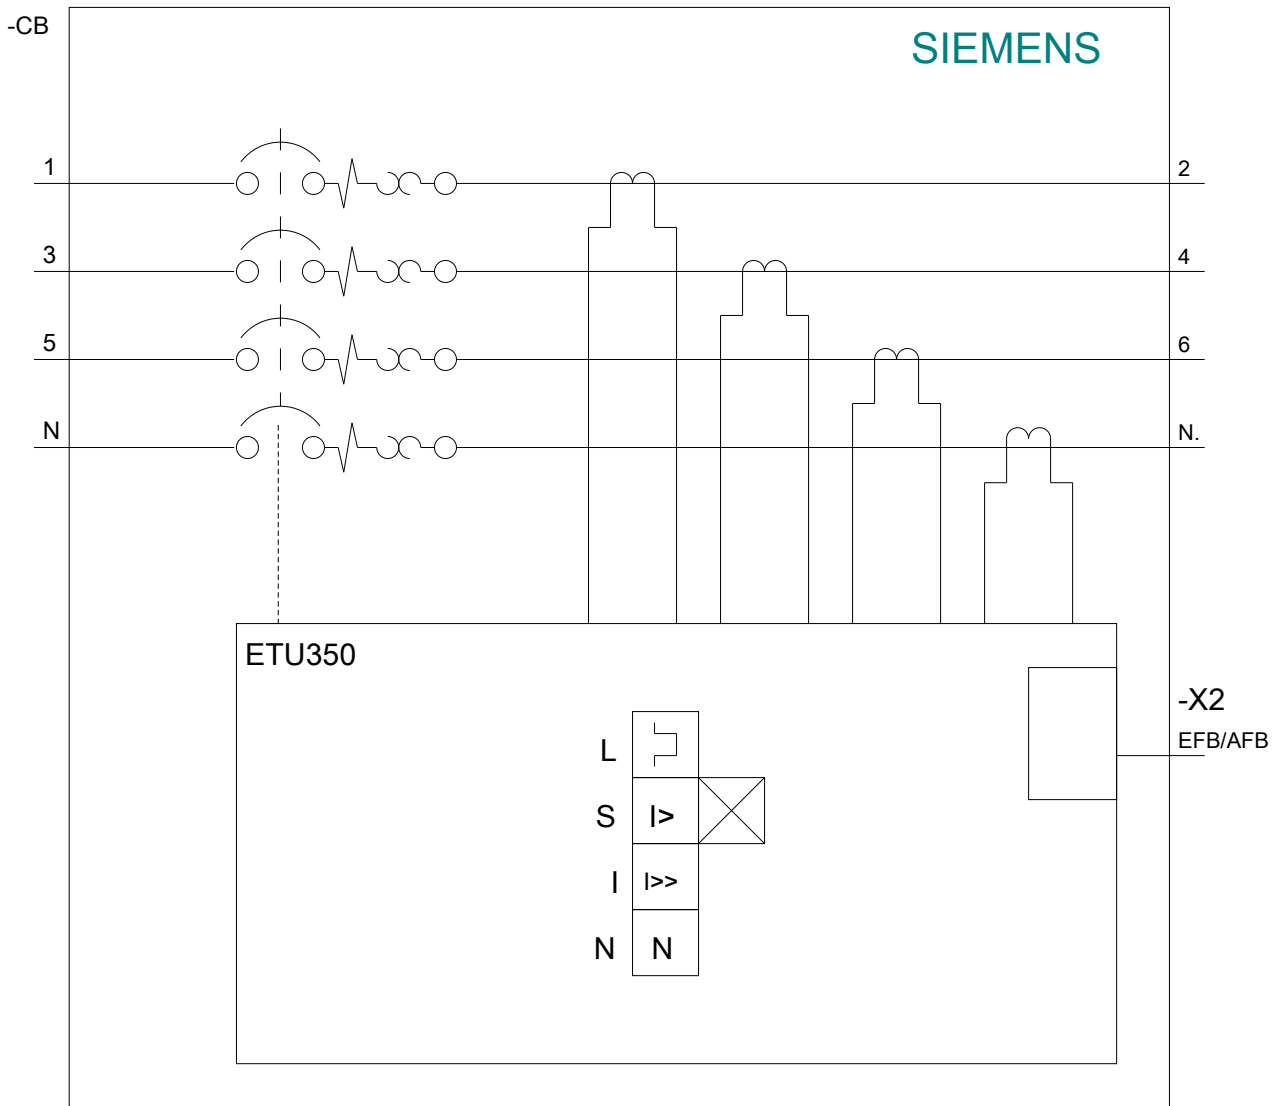 -CB
SIEMENS
1 2
3 4
5 6
N N.
ETU350
-X2
EFB/AFB
L
S I>
I I>>
N N